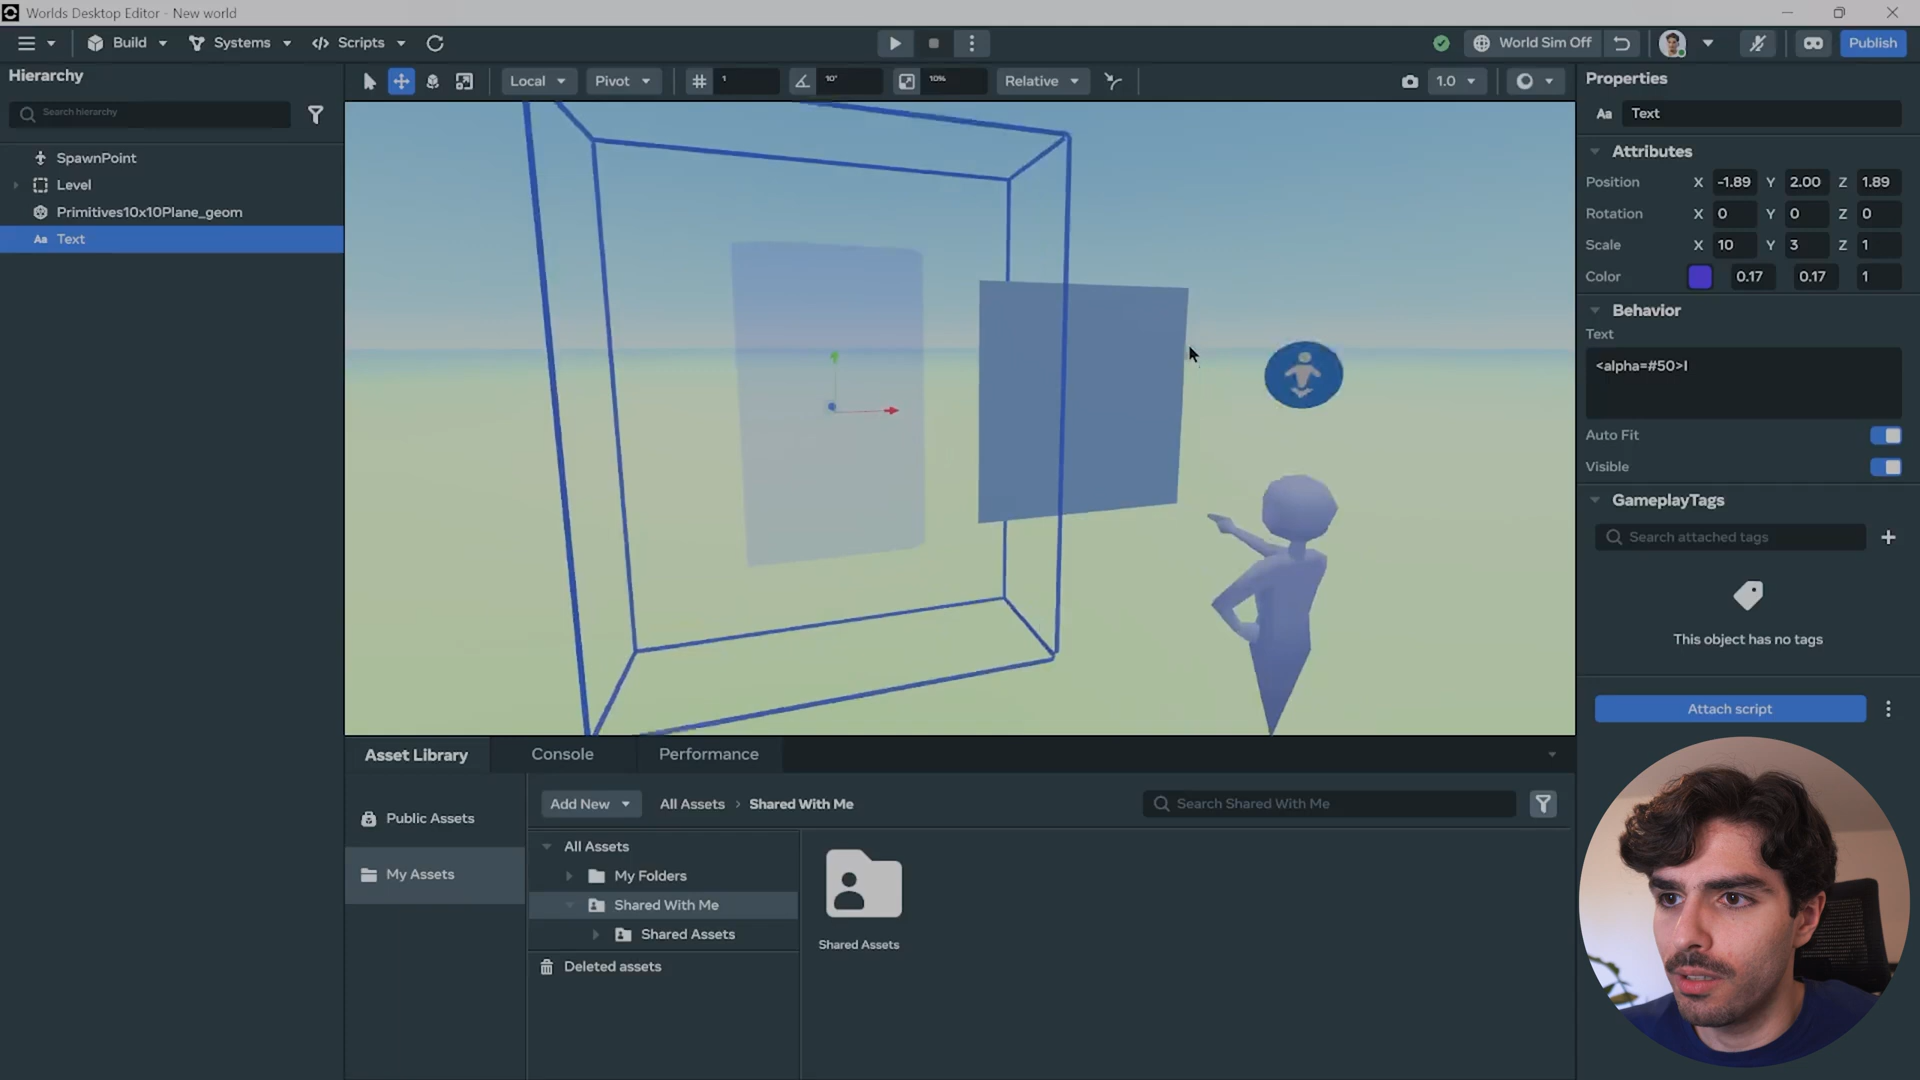 Worlds Desktop Editor - New world
Build
Systems
Scripts
World Sim Off
Publish
Hierarchy
Search hierarchy
SpawnPoint
Level
Primitives10x10Plane_geom
Aa Text
Local
Pivot
1
10°
10%
Relative
1.0
Properties
Aa Text
Attributes
Position X -1.89 Y 2.00 Z 1.89
Rotation X 0 Y 0 Z 0
Scale X 10 Y 3 Z 1
Color 0.17 0.17 1
Behavior
Text
<alpha=#50>I
Auto Fit
Visible
GameplayTags
Search attached tags
This object has no tags
Attach script
Asset Library
Console
Performance
Public Assets
My Assets
Add New
All Assets › Shared With Me
Search Shared With Me
All Assets
My Folders
Shared With Me
Shared Assets
Deleted assets
Shared Assets